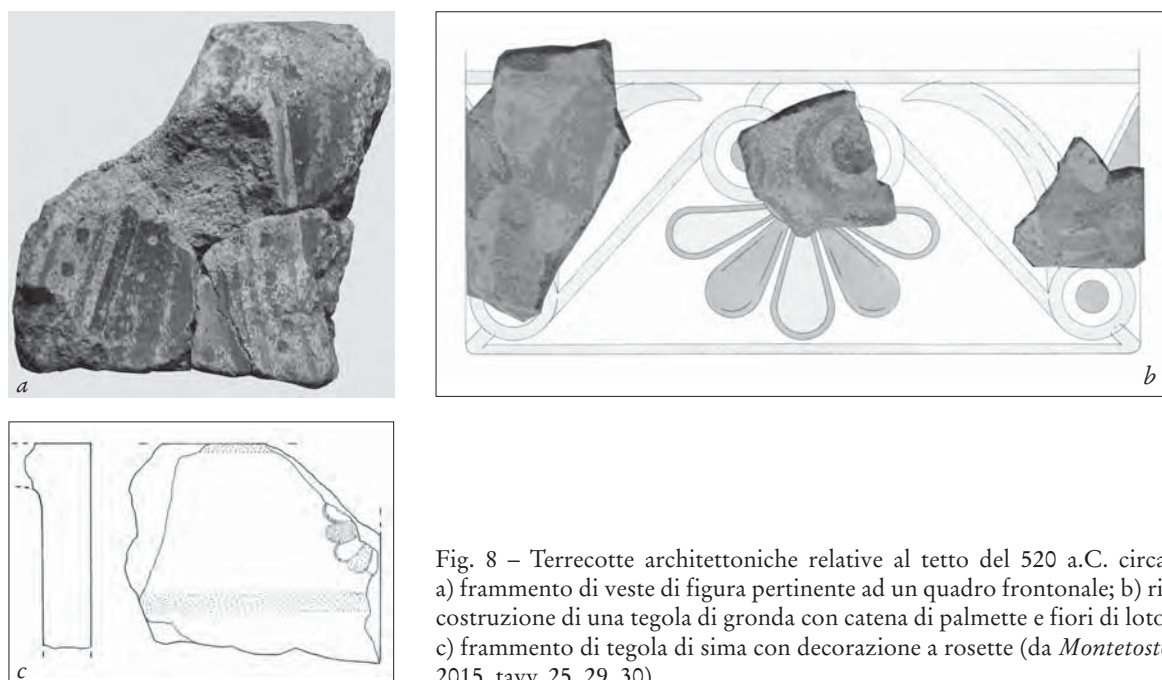 a
b
c
Fig. 8 – Terrecotte architettoniche relative al tetto del 520 a.C. circa
a) frammento di veste di figura pertinente ad un quadro frontonale; b) ri-
costruzione di una tegola di gronda con catena di palmette e fiori di loto
c) frammento di tegola di sima con decorazione a rosette (da Montetosto
2015, tavv. 25, 29, 30)